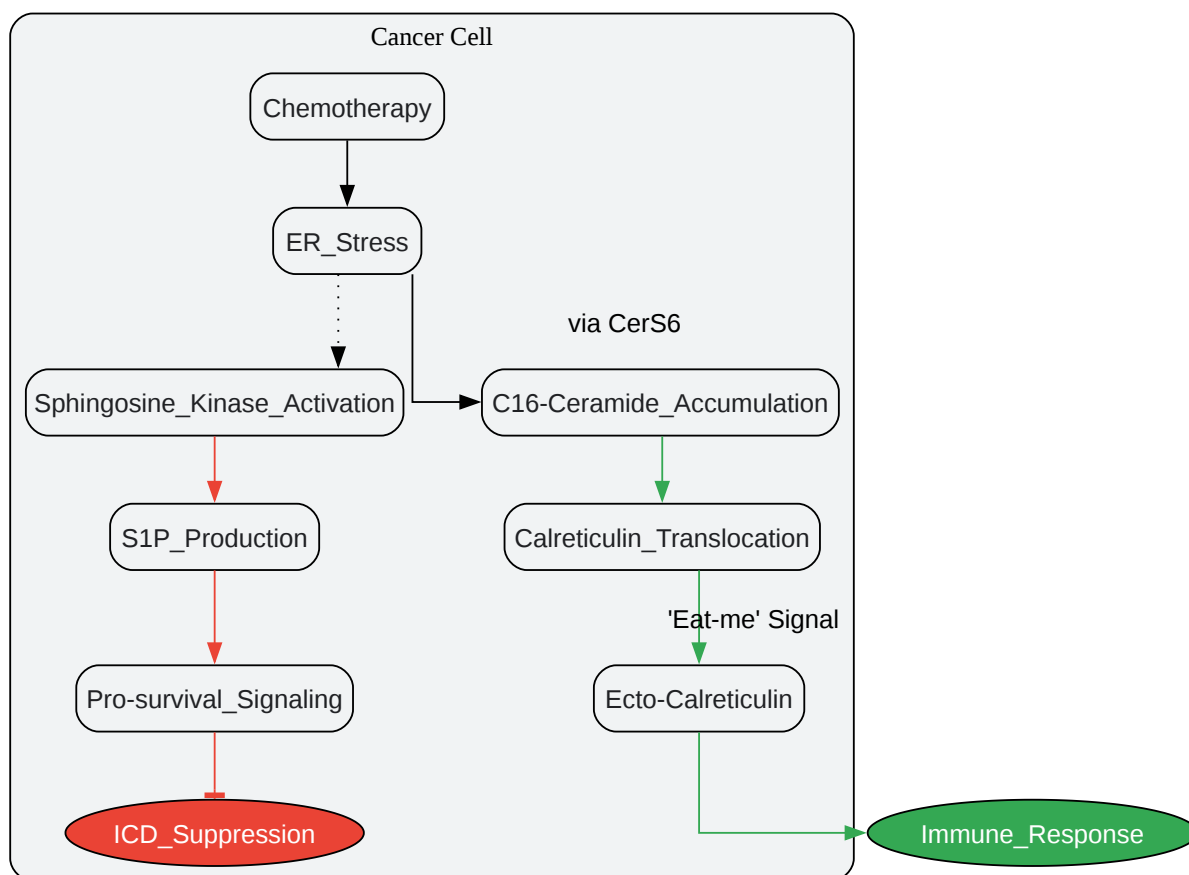 Cancer Cell
Chemotherapy
ER_Stress
via CerS6
Sphingosine_Kinase_Activation
C16-Ceramide_Accumulation
S1P_Production
Calreticulin_Translocation
'Eat-me' Signal
Pro-survival_Signaling
Ecto-Calreticulin
ICD_Suppression
Immune_Response